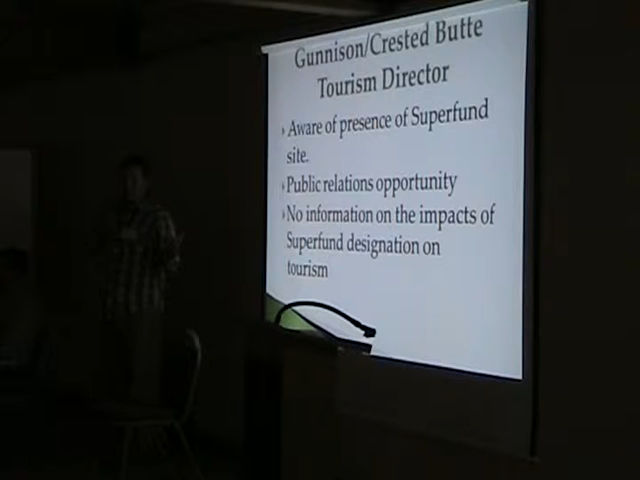 Gunnison/Crested Butte
Tourism Director
Aware of presence of Superfund
site.
Public relations opportunity
No information on the impacts of
Superfund designation on
tourism